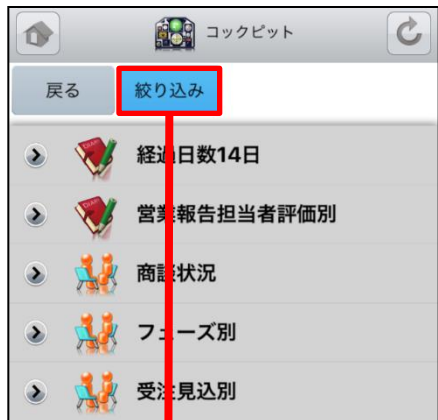 コックピット
戻る 絞り込み
経過日数14日
営業報告担当者評価別
商談状況
フェーズ別
受注見込別